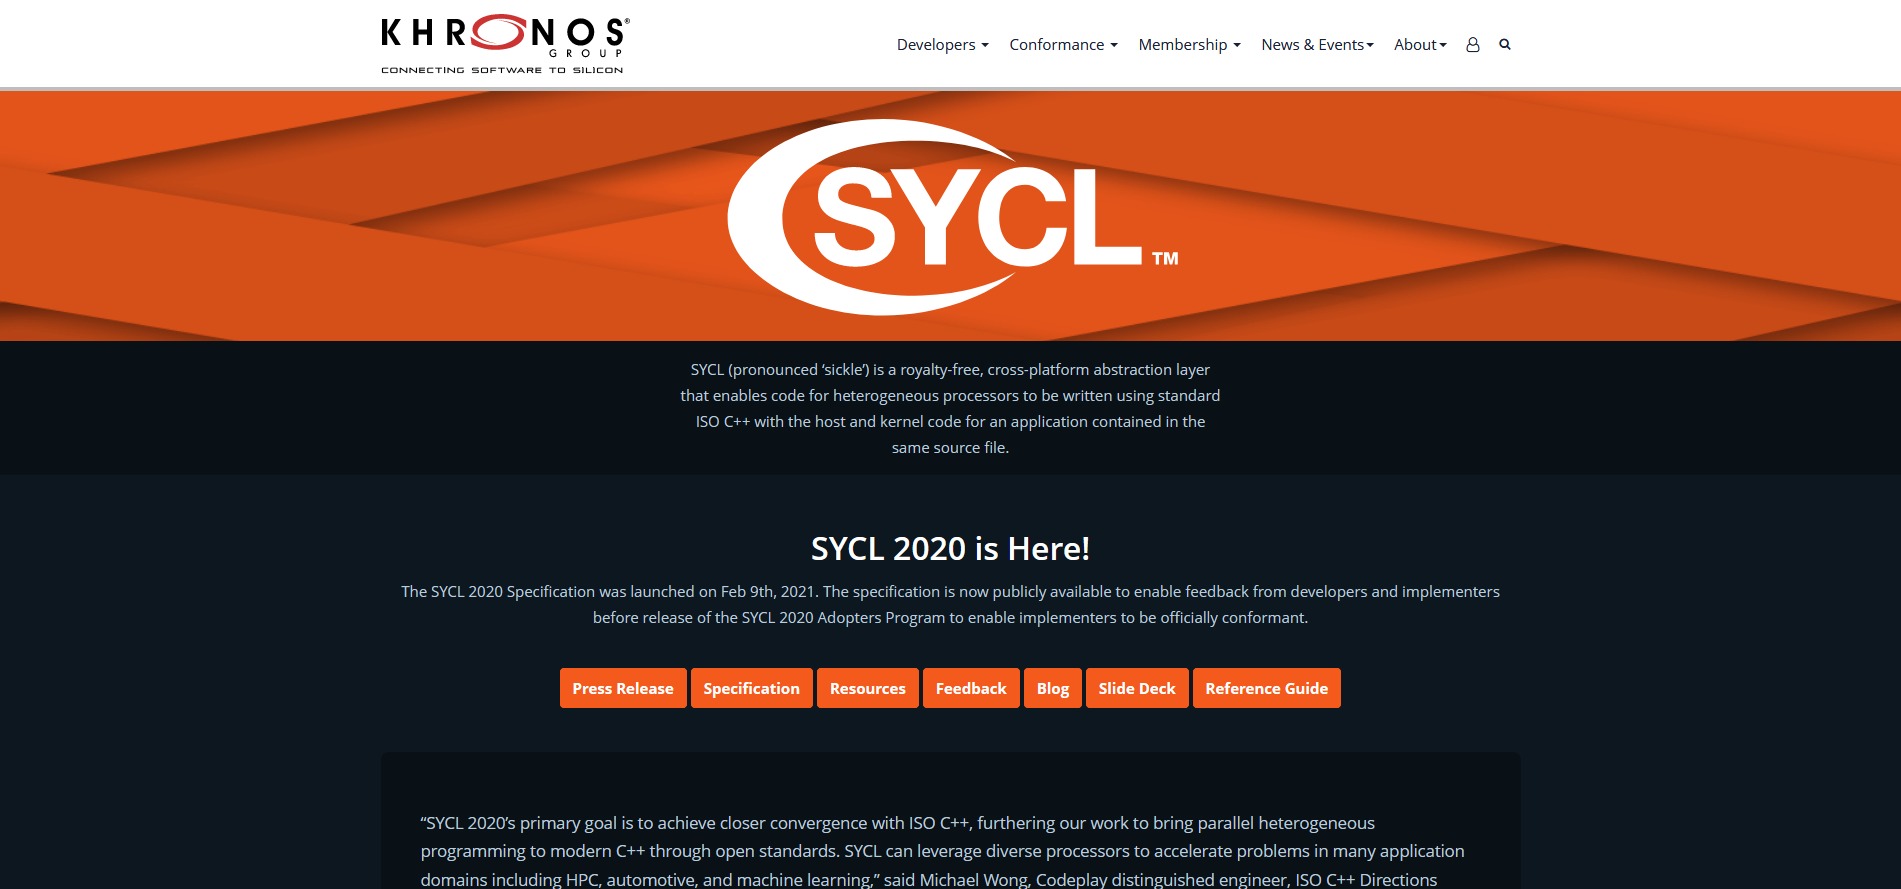 KHRONOS®
GROUP
CONNECTING SOFTWARE TO SILICON
Developers Conformance Membership News & Events About
SYCL™
SYCL (pronounced ‘sickle’) is a royalty-free, cross-platform abstraction layer
that enables code for heterogeneous processors to be written using standard
ISO C++ with the host and kernel code for an application contained in the
same source file.
SYCL 2020 is Here!
The SYCL 2020 Specification was launched on Feb 9th, 2021. The specification is now publicly available to enable feedback from developers and implementers
before release of the SYCL 2020 Adopters Program to enable implementers to be officially conformant.
Press Release Specification Resources Feedback Blog Slide Deck Reference Guide
“SYCL 2020’s primary goal is to achieve closer convergence with ISO C++, furthering our work to bring parallel heterogeneous
programming to modern C++ through open standards. SYCL can leverage diverse processors to accelerate problems in many application
domains including HPC, automotive, and machine learning,” said Michael Wong, Codeplay distinguished engineer, ISO C++ Directions